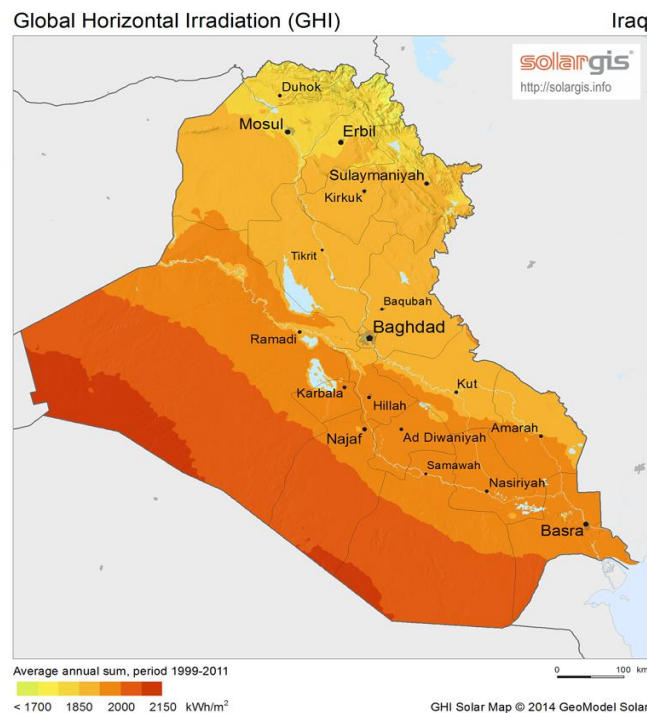 Global Horizontal Irradiation (GHI) Iraq
solargis
http://solargis.info
Duhok
Mosul
Erbil
Sulaymaniyah
Kirkuk
Tikrit
Baqubah
Baghdad
Ramadi
Karbala
Kut
Hillah
Najaf
Ad Diwaniyah
Amarah
Samawah
Nasiriyah
Basra
Average annual sum, period 1999-2011
0 100 km
< 1700 1850 2000 2150 kWh/m²
GHI Solar Map © 2014 GeoModel Solar